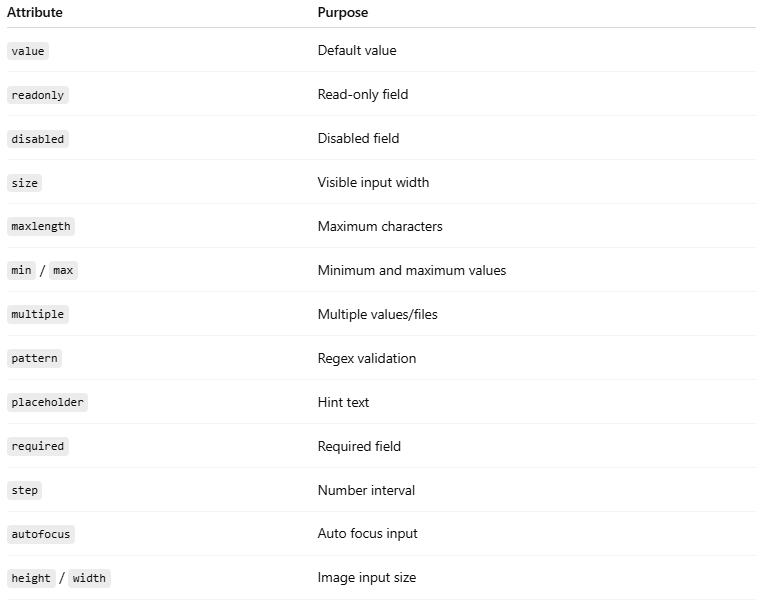 Attribute Purpose
value Default value
readonly Read-only field
disabled Disabled field
size Visible input width
maxlength Maximum characters
min / max Minimum and maximum values
multiple Multiple values/files
pattern Regex validation
placeholder Hint text
required Required field
step Number interval
autofocus Auto focus input
height / width Image input size